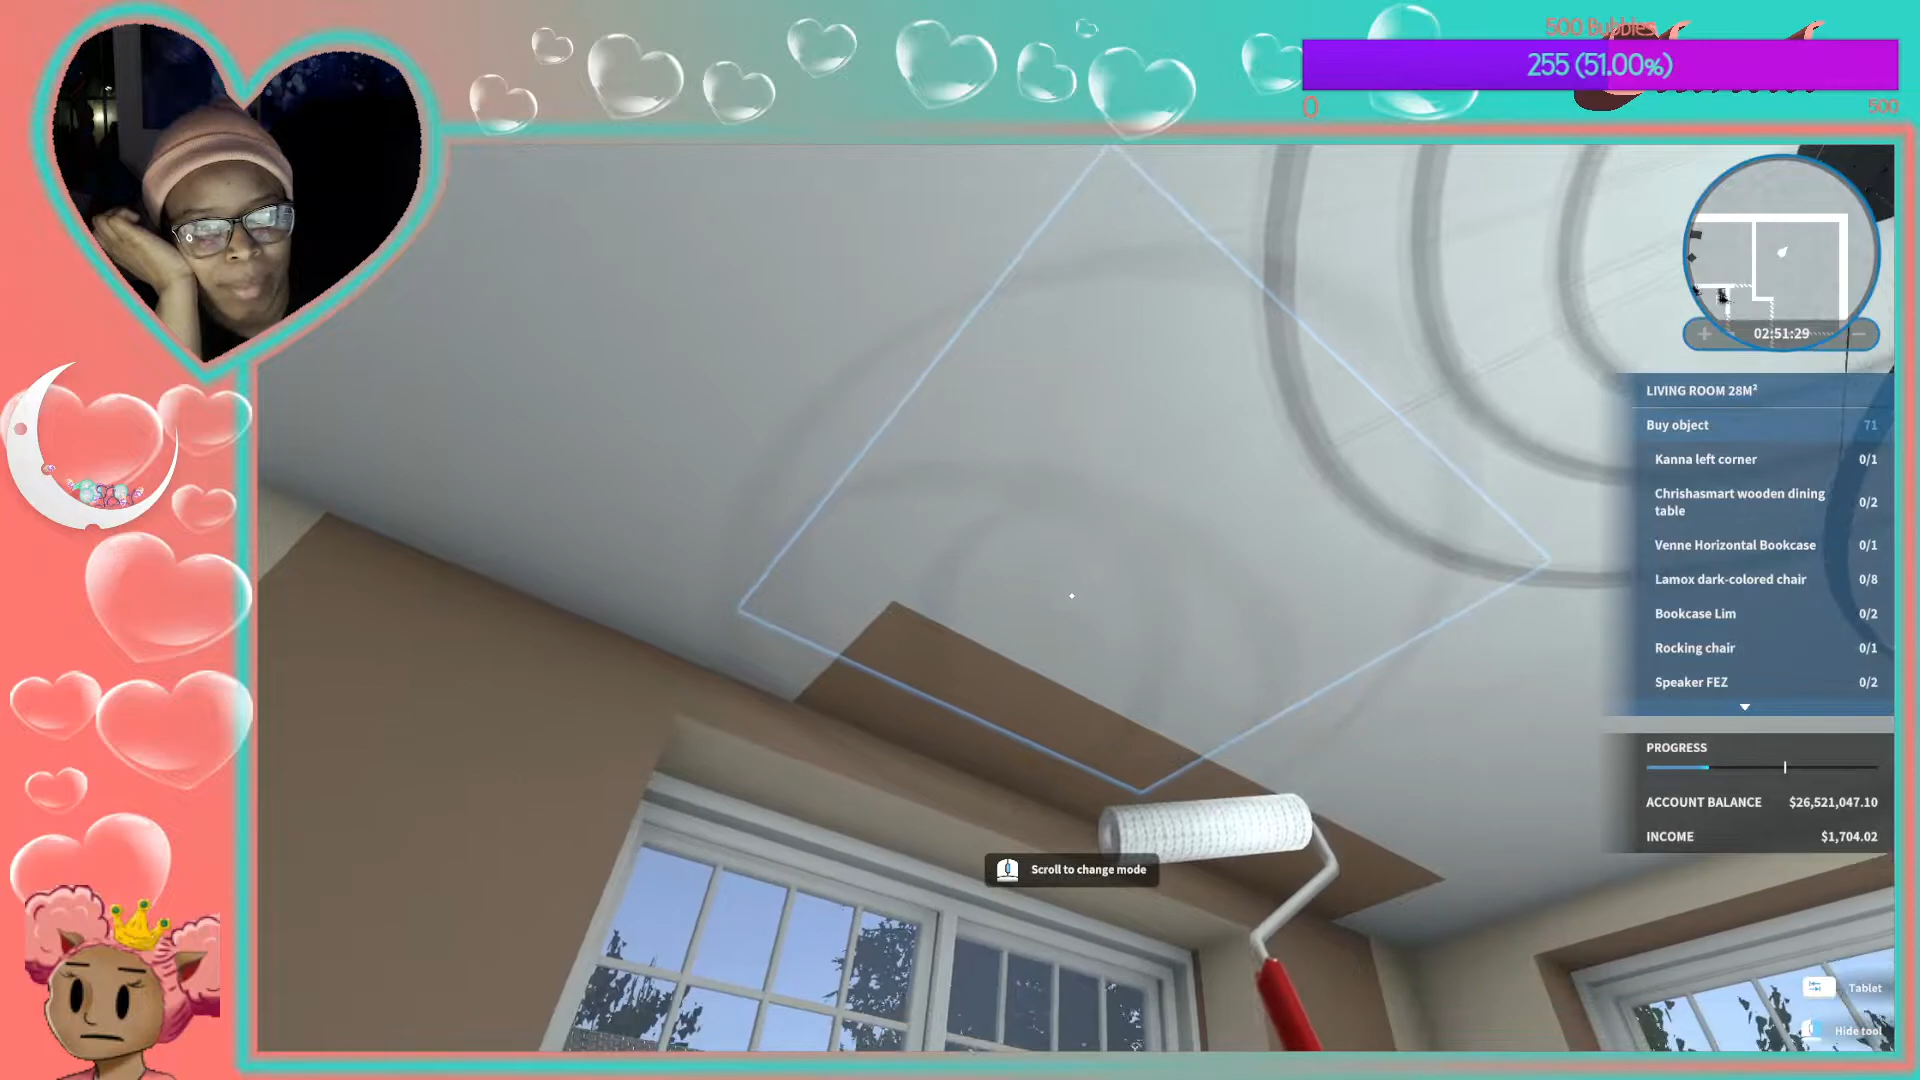 500 Bubbles
255 (51.00%)
0
500
02:51:29
LIVING ROOM 28M²
Buy object 71
Kanna left corner 0/1
Chrishasmart wooden dining
table 0/2
Venne Horizontal Bookcase 0/1
Lamox dark-colored chair 0/8
Bookcase Lim 0/2
Rocking chair 0/1
Speaker FEZ 0/2
PROGRESS
ACCOUNT BALANCE $26,521,047.10
INCOME $1,704.02
Scroll to change mode
Tablet
Hide tool